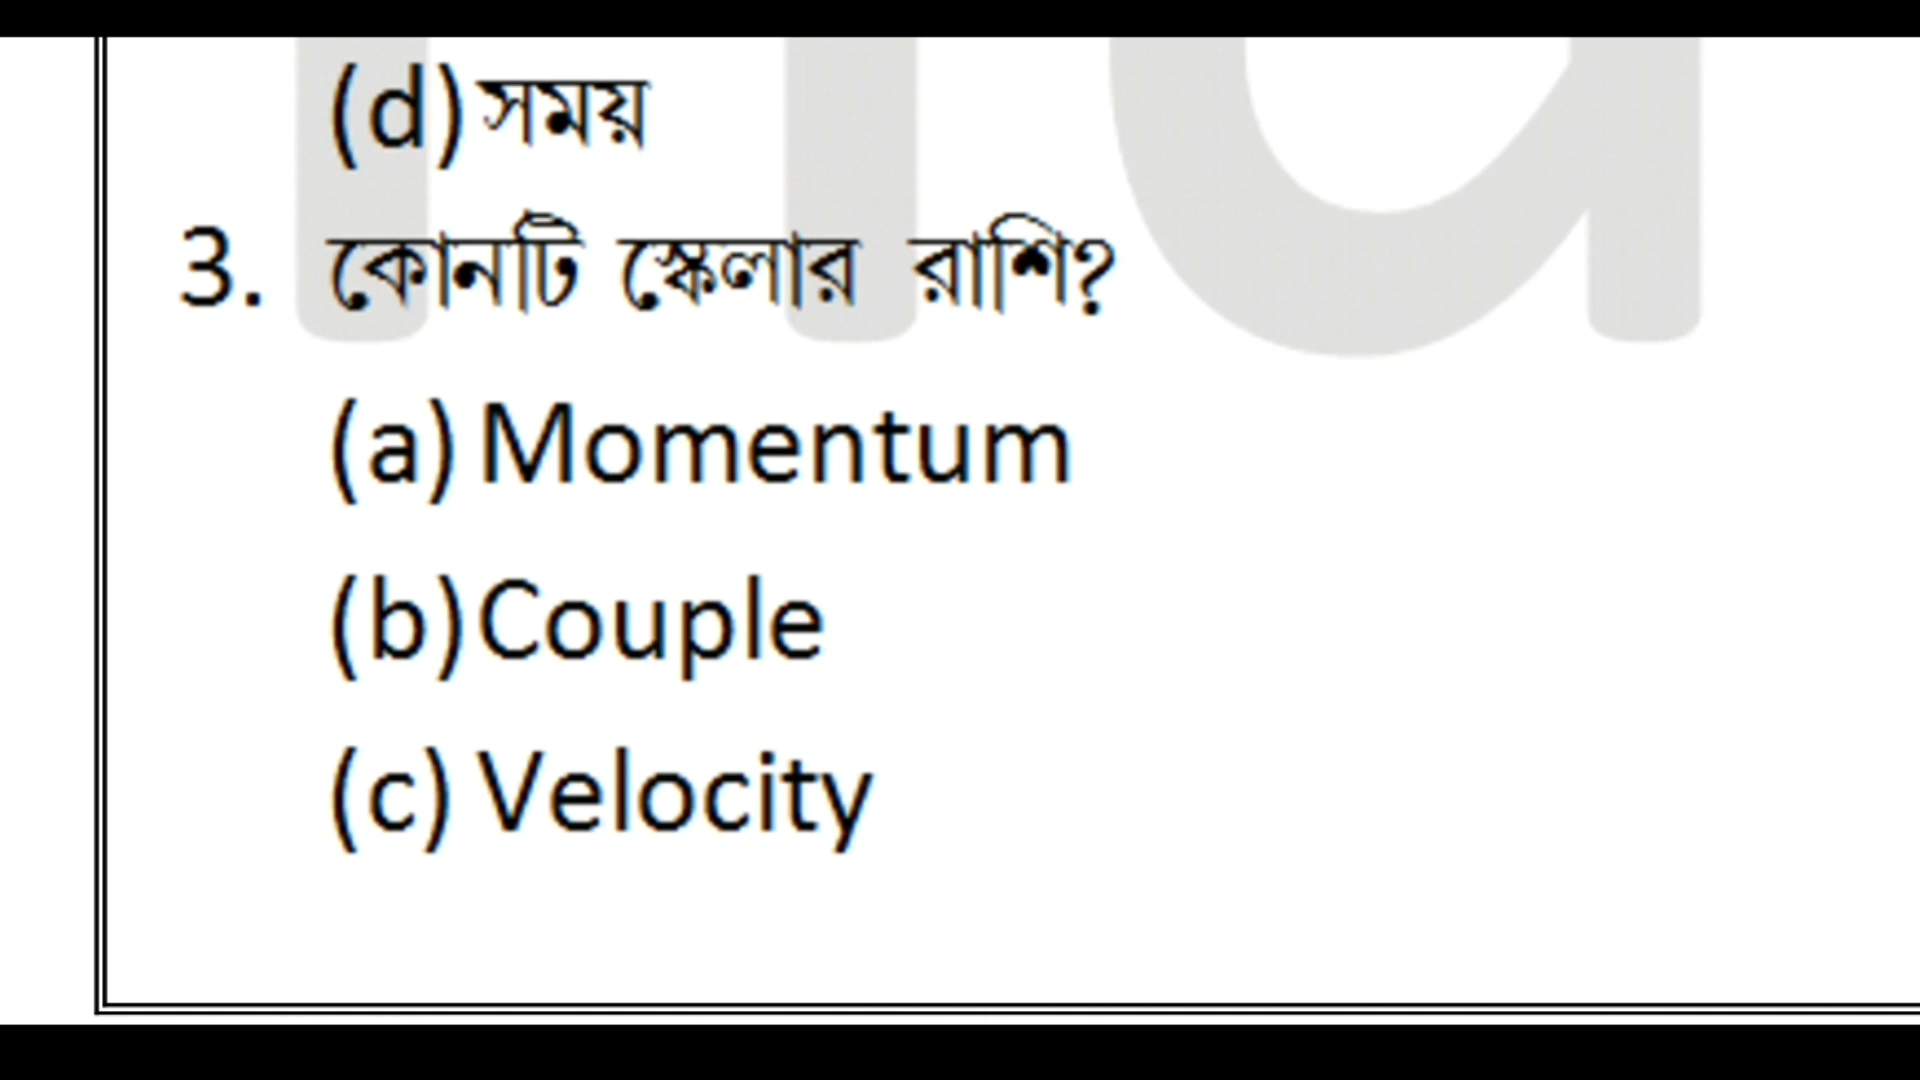 (d) সময়
3. কোনটি স্কেলার রাশি?
(a) Momentum
(b) Couple
(c) Velocity